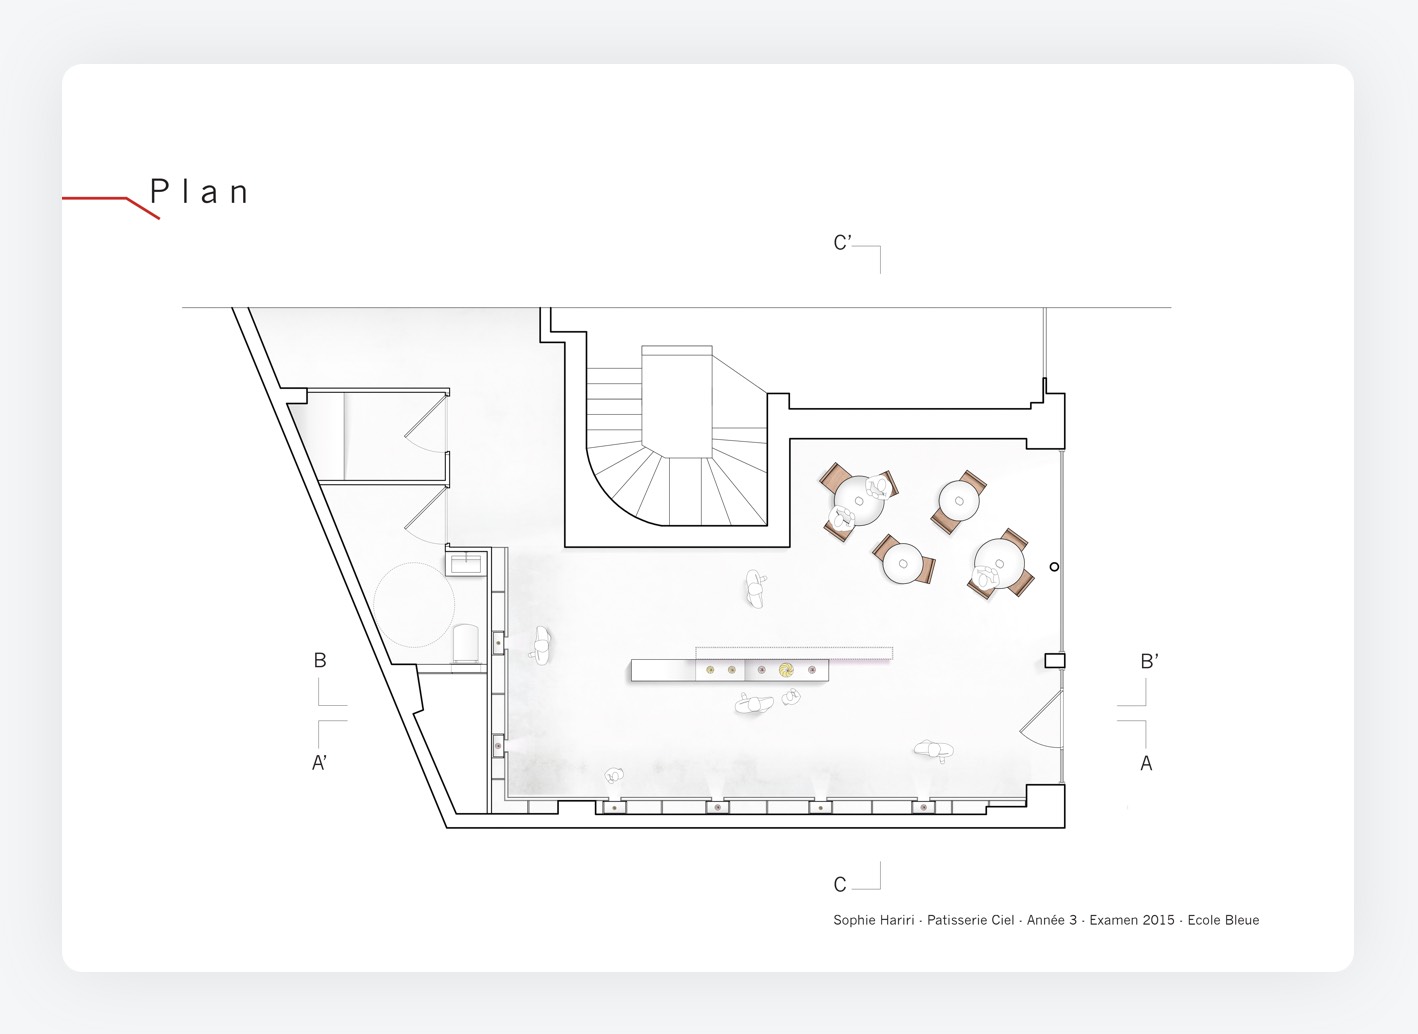 Plan
C’
B
B’
A’
A
C
Sophie Hariri · Patisserie Ciel · Année 3 · Examen 2015 · Ecole Bleue